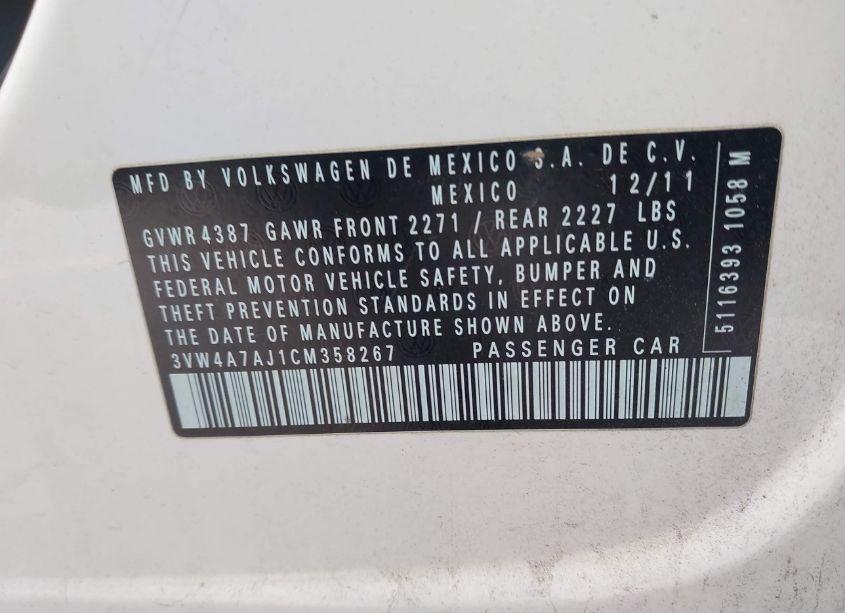 MFD BY VOLKSWAGEN DE MEXICO S.A. DE C.V.
MEXICO 12/11
GVWR 4387 GAWR FRONT 2271 / REAR 2227 LBS
THIS VEHICLE CONFORMS TO ALL APPLICABLE U.S.
FEDERAL MOTOR VEHICLE SAFETY, BUMPER AND
THEFT PREVENTION STANDARDS IN EFFECT ON
THE DATE OF MANUFACTURE SHOWN ABOVE.
3VW4A7AJ1CM358267 PASSENGER CAR
5116393 1058 M